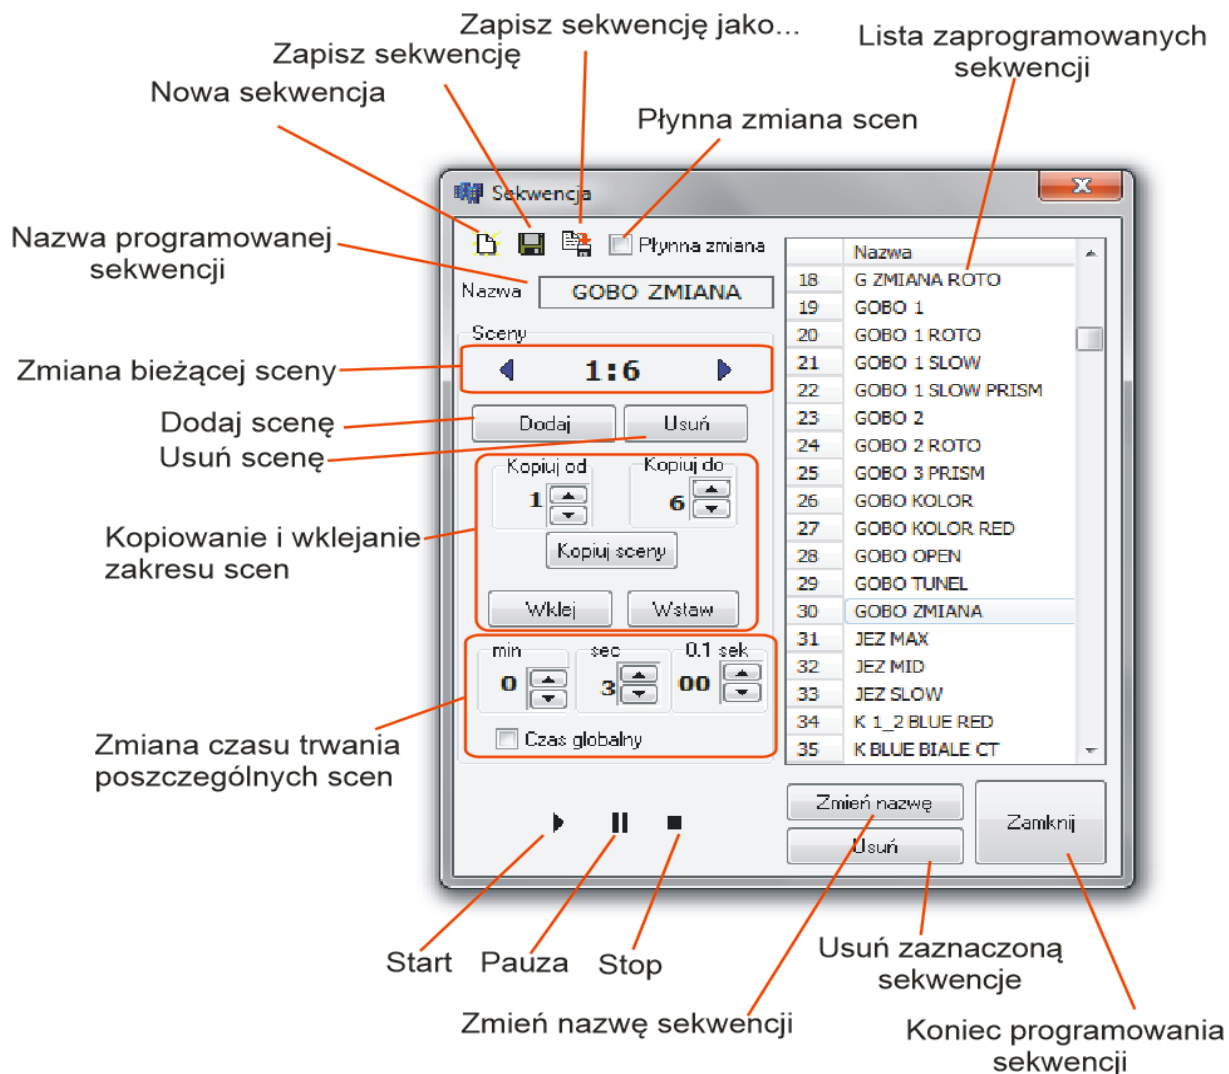 Zapisz sekwencję jako...
Zapisz sekwencję
Nowa sekwencja
Lista zaprogramowanych
sekwencji
Płynna zmiana scen
Sekwencja
Nazwa programowanej
sekwencji
Płynna zmiana
Nazwa GOBO ZMIANA
Sceny
Zmiana bieżącej sceny
1:6
Dodaj scenę
Usuń scenę
Dodaj Usuń
Kopiuj od Kopiuj do
1 6
Kopiowanie i wklejanie
zakresu scen
Kopiuj sceny
Wklej Wstaw
min sec 0.1 sek
0 3 00
Czas globalny
Zmiana czasu trwania
poszczególnych scen
Nazwa
18 G ZMIANA ROTO
19 GOBO 1
20 GOBO 1 ROTO
21 GOBO 1 SLOW
22 GOBO 1 SLOW PRISM
23 GOBO 2
24 GOBO 2 ROTO
25 GOBO 3 PRISM
26 GOBO KOLOR
27 GOBO KOLOR RED
28 GOBO OPEN
29 GOBO TUNEL
30 GOBO ZMIANA
31 JEZ MAX
32 JEZ MID
33 JEZ SLOW
34 K 1_2 BLUE RED
35 K BLUE BIALE CT
Zmień nazwę
Usuń
Zamknij
Start Pauza Stop
Usuń zaznaczoną
sekwencje
Zmień nazwę sekwencji
Koniec programowania
sekwencji